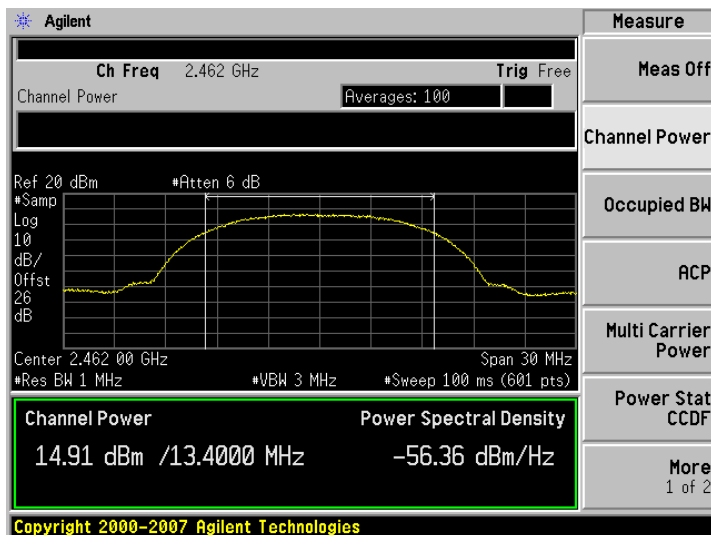 Agilent
Measure
Ch Freq 2.462 GHz Trig Free
Channel Power Averages: 100
Ref 20 dBm #Atten 6 dB
#Samp
Log
10
dB/
Offst
26
dB
Center 2.462 00 GHz Span 30 MHz
#Res BW 1 MHz #VBW 3 MHz #Sweep 100 ms (601 pts)
Channel Power Power Spectral Density
14.91 dBm /13.4000 MHz -56.36 dBm/Hz
Copyright 2000-2007 Agilent Technologies
Meas Off
Channel Power
Occupied BW
ACP
Multi Carrier
Power
Power Stat
CCDF
More
1 of 2